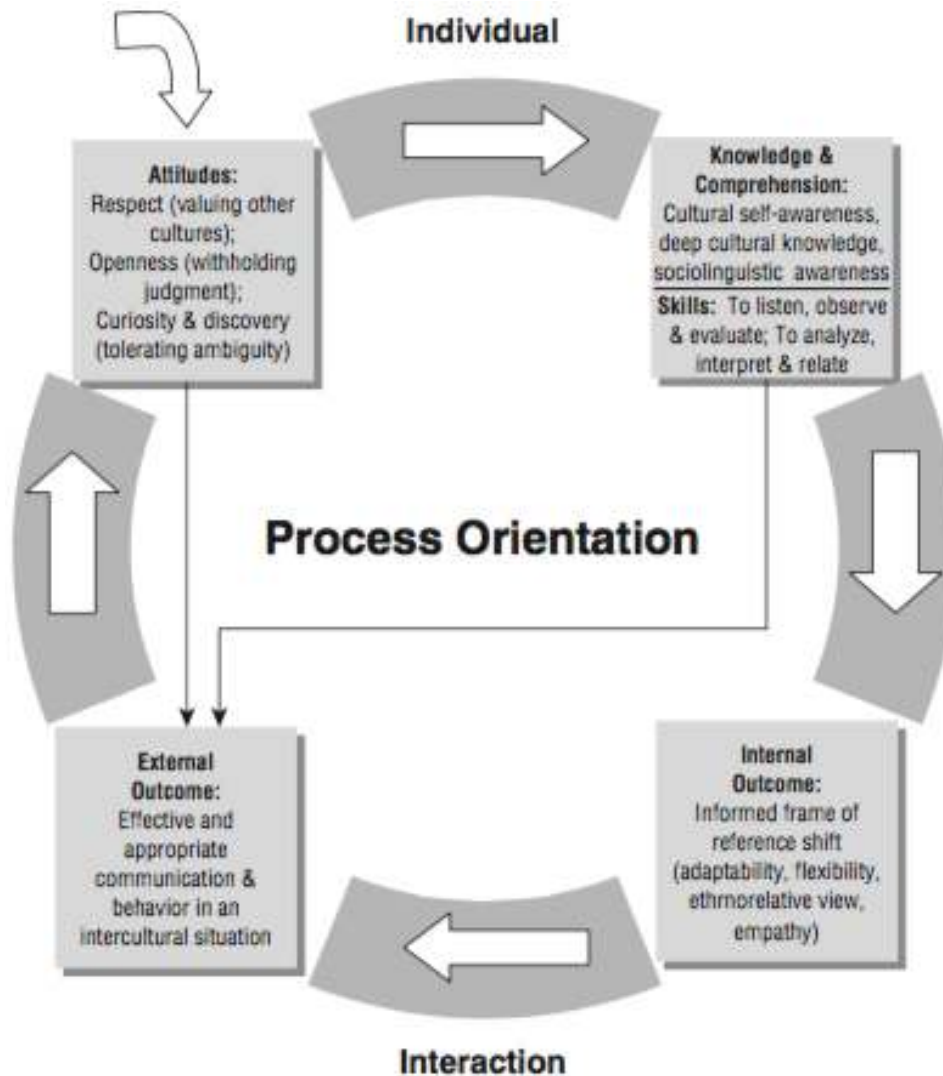 Individual
Attitudes:
Respect (valuing other
cultures);
Openness (withholding
judgment);
Curiosity & discovery
(tolerating ambiguity)
Knowledge &
Comprehension:
Cultural self-awareness,
deep cultural knowledge,
sociolinguistic awareness
Skills: To listen, observe
& evaluate; To analyze,
interpret & relate
Process Orientation
External
Outcome:
Effective and
appropriate
communication &
behavior in an
intercultural situation
Internal
Outcome:
Informed frame of
reference shift
(adaptability, flexibility,
ethrnorelative view,
empathy)
Interaction